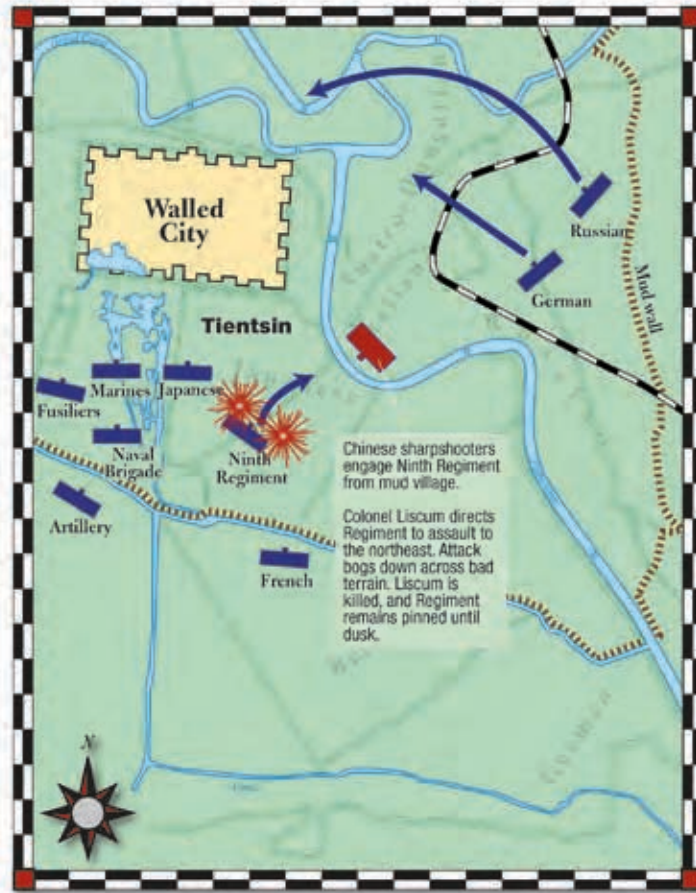 Walled
City
Russian
German
Mud wall
Tientsin
Marines
Japanese
Fusiliers
Naval
Brigade
Ninth
Regiment
Artillery
French
Chinese sharpshooters
engage Ninth Regiment
from mud village.
Colonel Liscum directs
Regiment to assault to
the northeast. Attack
bogs down across bad
terrain. Liscum is
killed, and Regiment
remains pinned until
dusk.
N